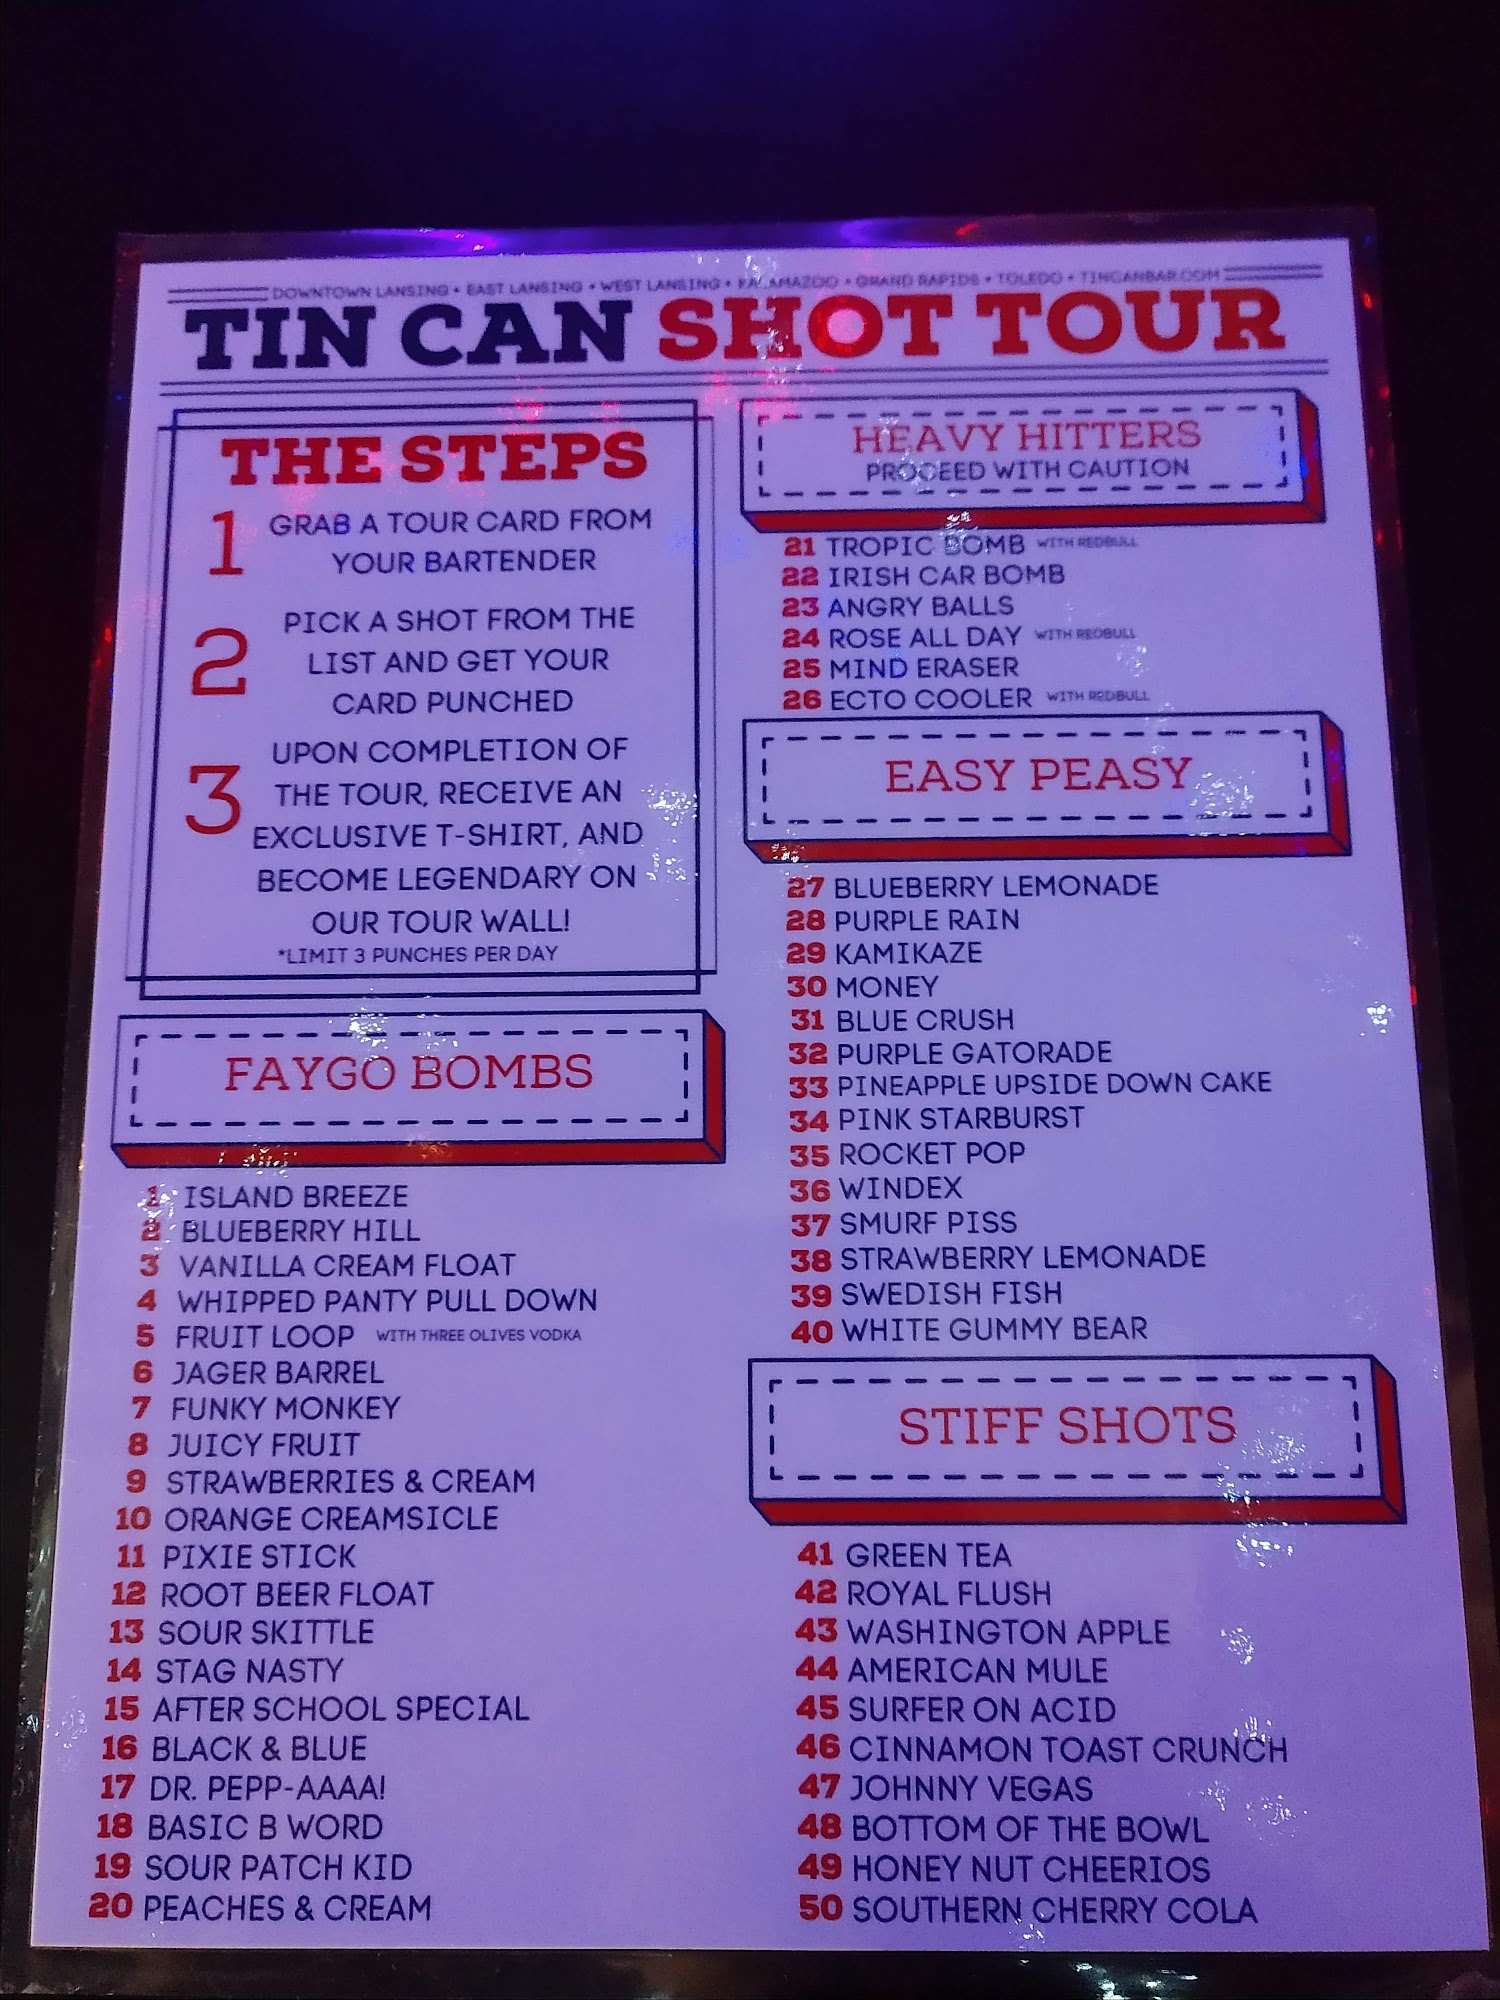 DOWNTOWN LANSING • EAST LANSING • WEST LANSING • KALAMAZOO • GRAND RAPIDS • TOLEDO • TINCANBAR.COM
TIN CAN SHOT TOUR
THE STEPS
1 GRAB A TOUR CARD FROM
YOUR BARTENDER
2 PICK A SHOT FROM THE
LIST AND GET YOUR
CARD PUNCHED
3 UPON COMPLETION OF
THE TOUR, RECEIVE AN
EXCLUSIVE T-SHIRT, AND
BECOME LEGENDARY ON
OUR TOUR WALL!
*LIMIT 3 PUNCHES PER DAY
FAYGO BOMBS
1 ISLAND BREEZE
2 BLUEBERRY HILL
3 VANILLA CREAM FLOAT
4 WHIPPED PANTY PULL DOWN
5 FRUIT LOOP WITH THREE OLIVES VODKA
6 JAGER BARREL
7 FUNKY MONKEY
8 JUICY FRUIT
9 STRAWBERRIES & CREAM
10 ORANGE CREAMSICLE
11 PIXIE STICK
12 ROOT BEER FLOAT
13 SOUR SKITTLE
14 STAG NASTY
15 AFTER SCHOOL SPECIAL
16 BLACK & BLUE
17 DR. PEPP-AAAA!
18 BASIC B WORD
19 SOUR PATCH KID
20 PEACHES & CREAM
HEAVY HITTERS
PROCEED WITH CAUTION
21 TROPIC BOMB WITH REDBULL
22 IRISH CAR BOMB
23 ANGRY BALLS
24 ROSE ALL DAY WITH REDBULL
25 MIND ERASER
26 ECTO COOLER WITH REDBULL
EASY PEASY
27 BLUEBERRY LEMONADE
28 PURPLE RAIN
29 KAMIKAZE
30 MONEY
31 BLUE CRUSH
32 PURPLE GATORADE
33 PINEAPPLE UPSIDE DOWN CAKE
34 PINK STARBURST
35 ROCKET POP
36 WINDEX
37 SMURF PISS
38 STRAWBERRY LEMONADE
39 SWEDISH FISH
40 WHITE GUMMY BEAR
STIFF SHOTS
41 GREEN TEA
42 ROYAL FLUSH
43 WASHINGTON APPLE
44 AMERICAN MULE
45 SURFER ON ACID
46 CINNAMON TOAST CRUNCH
47 JOHNNY VEGAS
48 BOTTOM OF THE BOWL
49 HONEY NUT CHEERIOS
50 SOUTHERN CHERRY COLA